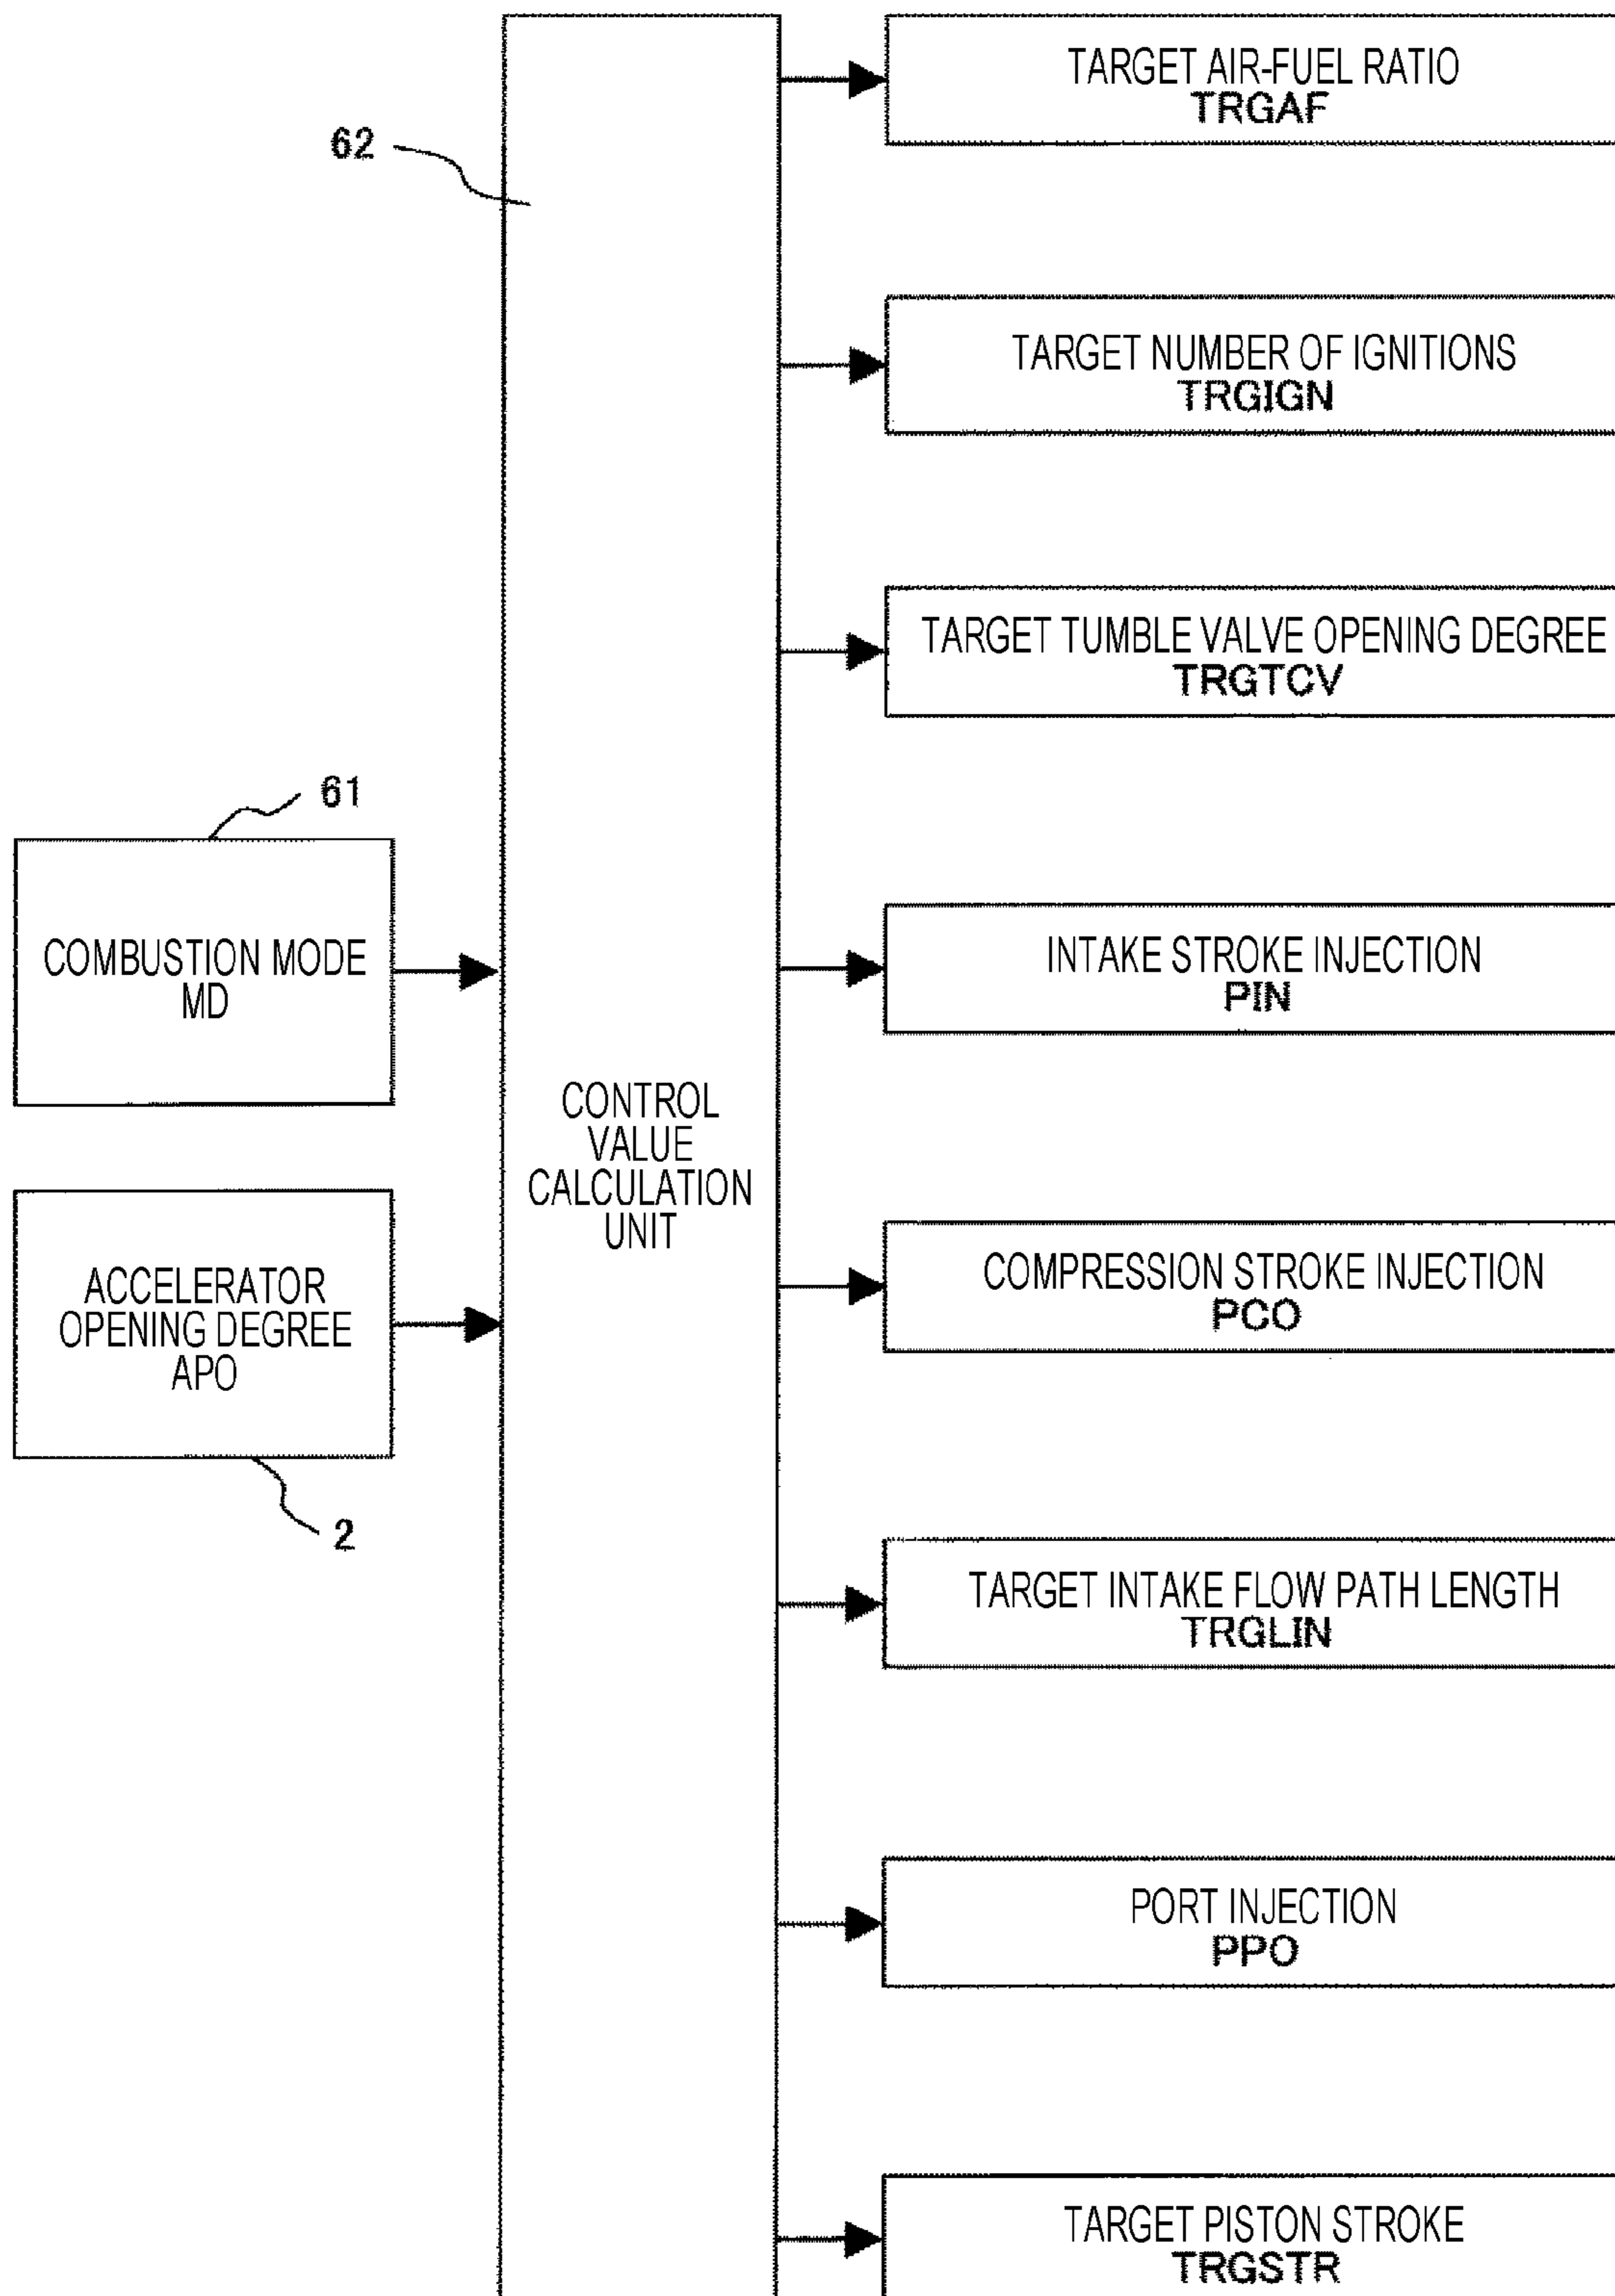 62
61
COMBUSTION MODE
MD
ACCELERATOR
OPENING DEGREE
APO
2
CONTROL
VALUE
CALCULATION
UNIT
TARGET AIR-FUEL RATIO
TRGAF
TARGET NUMBER OF IGNITIONS
TRGIGN
TARGET TUMBLE VALVE OPENING DEGREE
TRGTCV
INTAKE STROKE INJECTION
PIN
COMPRESSION STROKE INJECTION
PCO
TARGET INTAKE FLOW PATH LENGTH
TRGLIN
PORT INJECTION
PPO
TARGET PISTON STROKE
TRGSTR